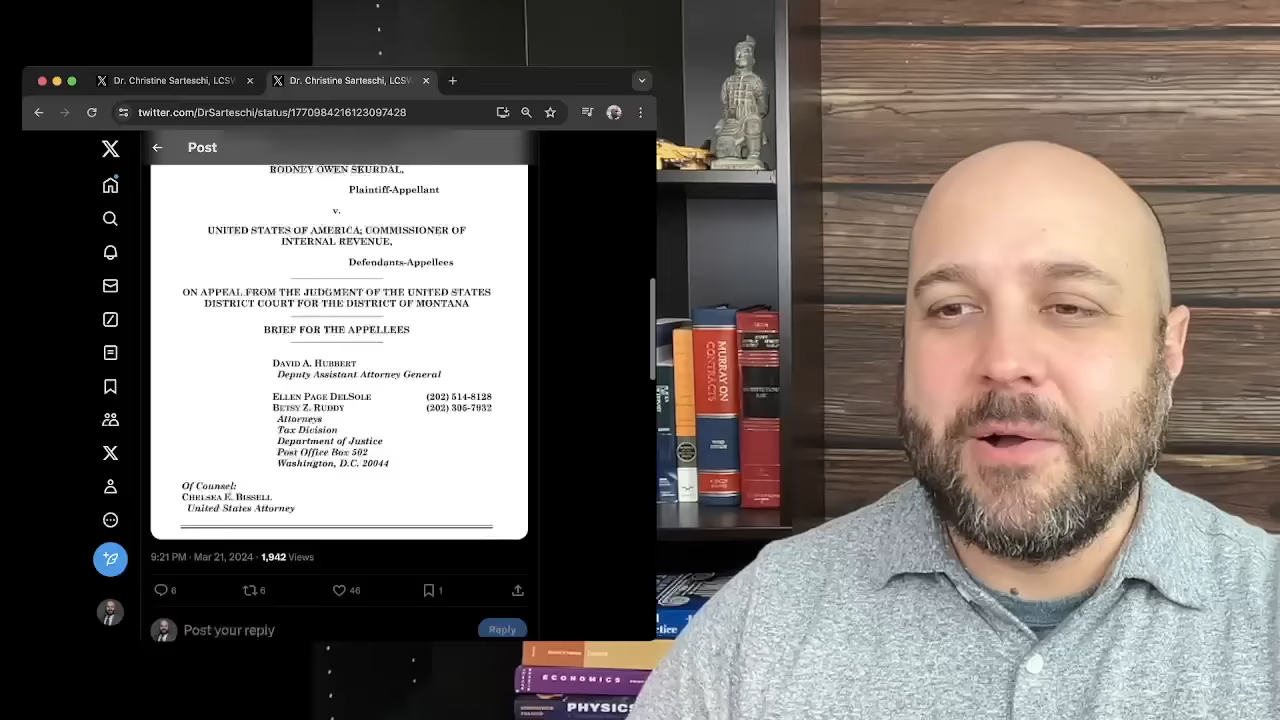 Dr. Christine Sarteschi, LCSW
Dr. Christine Sarteschi, LCSW
twitter.com/DrSarteschi/status/1770984216123097428
Post
RODNEY OWEN SKURDAL,
Plaintiff-Appellant
v.
UNITED STATES OF AMERICA; COMMISSIONER OF
INTERNAL REVENUE,
Defendants-Appellees
ON APPEAL FROM THE JUDGMENT OF THE UNITED STATES
DISTRICT COURT FOR THE DISTRICT OF MONTANA
BRIEF FOR THE APPELLEES
DAVID A. HUBBERT
Deputy Assistant Attorney General
ELLEN PAGE DELSOLE (202) 514-8128
BETSY Z. RUDDY (202) 305-7932
Attorneys
Tax Division
Department of Justice
Post Office Box 502
Washington, D.C. 20044
Of Counsel:
CHELSEA E. BISSELL
United States Attorney
9:21 PM · Mar 21, 2024 · 1,942 Views
6 6 46 1
Post your reply
Reply
MURRAY ON CONTRACTS
ECONOMICS
PHYSICS